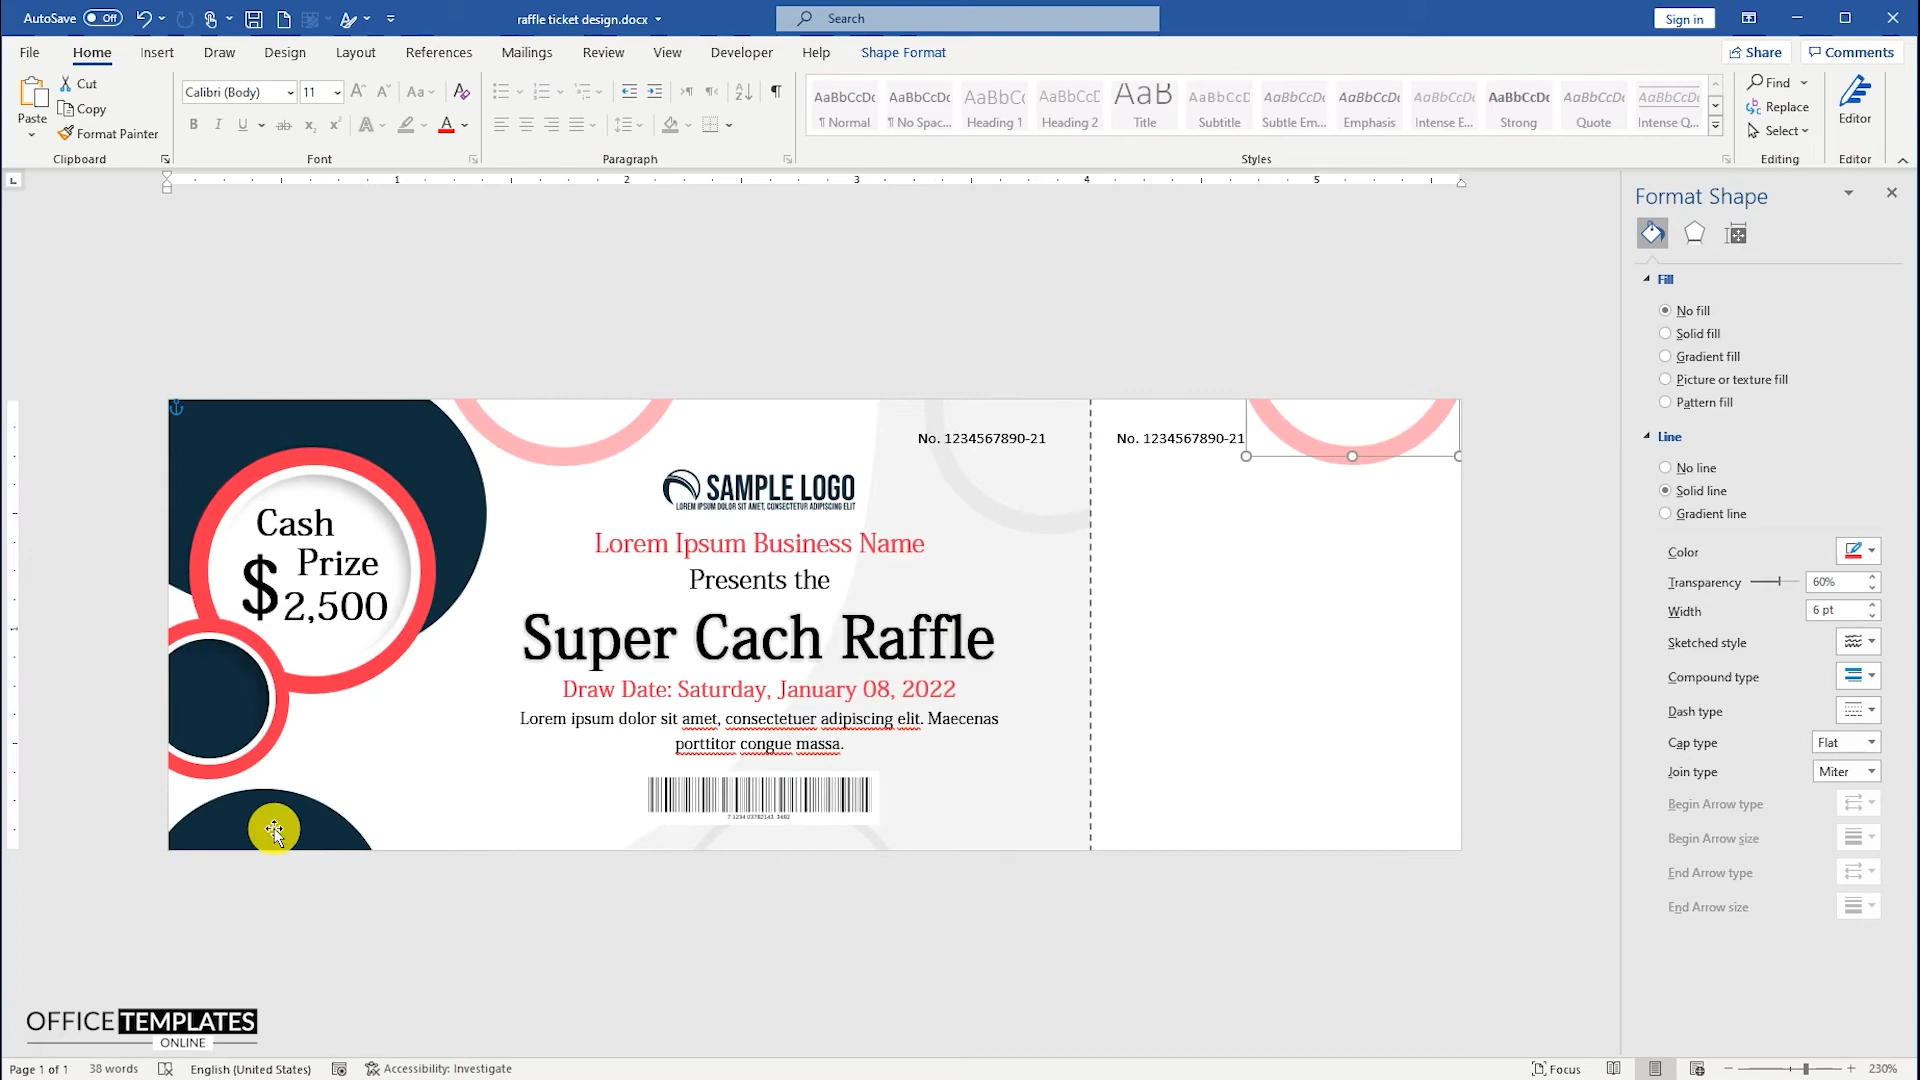 AutoSave Off
raffle ticket design.docx
Search
Sign in
File Home Insert Draw Design Layout References Mailings Review View Developer Help Shape Format
Share Comments
Paste
Cut
Copy
Format Painter
Clipboard
Calibri (Body) 11
Font
Paragraph
AaBbCcDc ¶ Normal
AaBbCcDc ¶ No Spac...
AaBbCc Heading 1
AaBbCcD Heading 2
AaB Title
AaBbCcD Subtitle
AaBbCcDc Subtle Em...
AaBbCcDc Emphasis
AaBbCcDc Intense E...
AaBbCcDc Strong
AaBbCcDc Quote
AaBbCcDc Intense Q...
Styles
Find
Replace
Select
Editing
Editor
Editor
1 2 3 4 5
Format Shape
Fill
No fill
Solid fill
Gradient fill
Picture or texture fill
Pattern fill
Line
No line
Solid line
Gradient line
Color
Transparency 60%
Width 6 pt
Sketched style
Compound type
Dash type
Cap type Flat
Join type Miter
Begin Arrow type
Begin Arrow size
End Arrow type
End Arrow size
No. 1234567890-21
No. 1234567890-21
Cash
Prize
$
2,500
SAMPLE LOGO
LOREM IPSUM DOLOR SIT AMET, CONSECTETUER ADIPISCING ELIT
Lorem Ipsum Business Name
Presents the
Super Cach Raffle
Draw Date: Saturday, January 08, 2022
Lorem ipsum dolor sit amet, consectetuer adipiscing elit. Maecenas
porttitor congue massa.
OFFICE TEMPLATES
ONLINE
Page 1 of 1 38 words English (United States) Accessibility: Investigate
Focus 230%